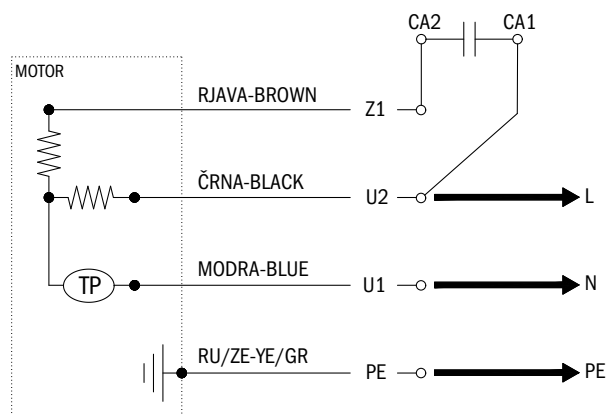 CA2 CA1
MOTOR
RJAVA-BROWN Z1
ČRNA-BLACK U2 L
TP MODRA-BLUE U1 N
RU/ZE-YE/GR PE PE